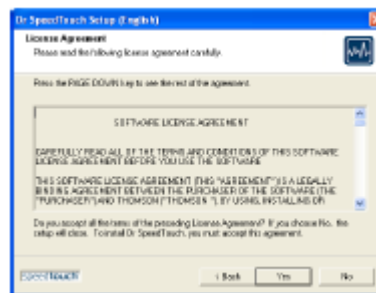 Dr SpeedTouch Setup (English)
License Agreement
Please read the following license agreement carefully.
Press the PAGE DOWN key to see the rest of the agreement.
SOFTWARE LICENSE AGREEMENT
CAREFULLY READ ALL OF THE TERMS AND CONDITIONS OF THIS SOFTWARE
LICENSE AGREEMENT BEFORE YOU USE THE SOFTWARE
THIS SOFTWARE LICENSE AGREEMENT (THIS "AGREEMENT") IS A LEGALLY
BINDING AGREEMENT BETWEEN THE PURCHASER OF THE SOFTWARE (THE
"PURCHASER") AND THOMSON ("THOMSON "). BY USING, INSTALLING OR
Do you accept all the terms of the preceding License Agreement? If you choose No, the
setup will close. To install Dr SpeedTouch, you must accept this agreement.
speedtouch
< Back
Yes
No